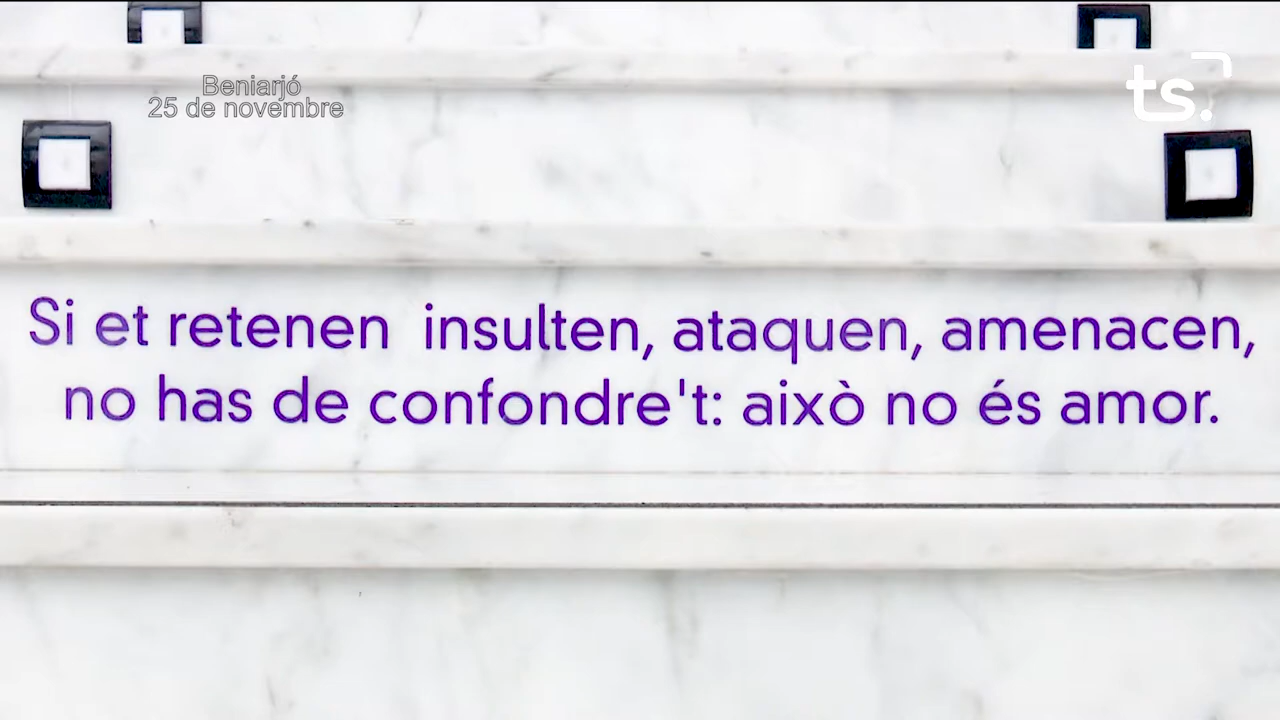 Beniarjó
25 de novembre
ts.
Si et retenen  insulten, ataquen, amenacen,
no has de confondre't: això no és amor.